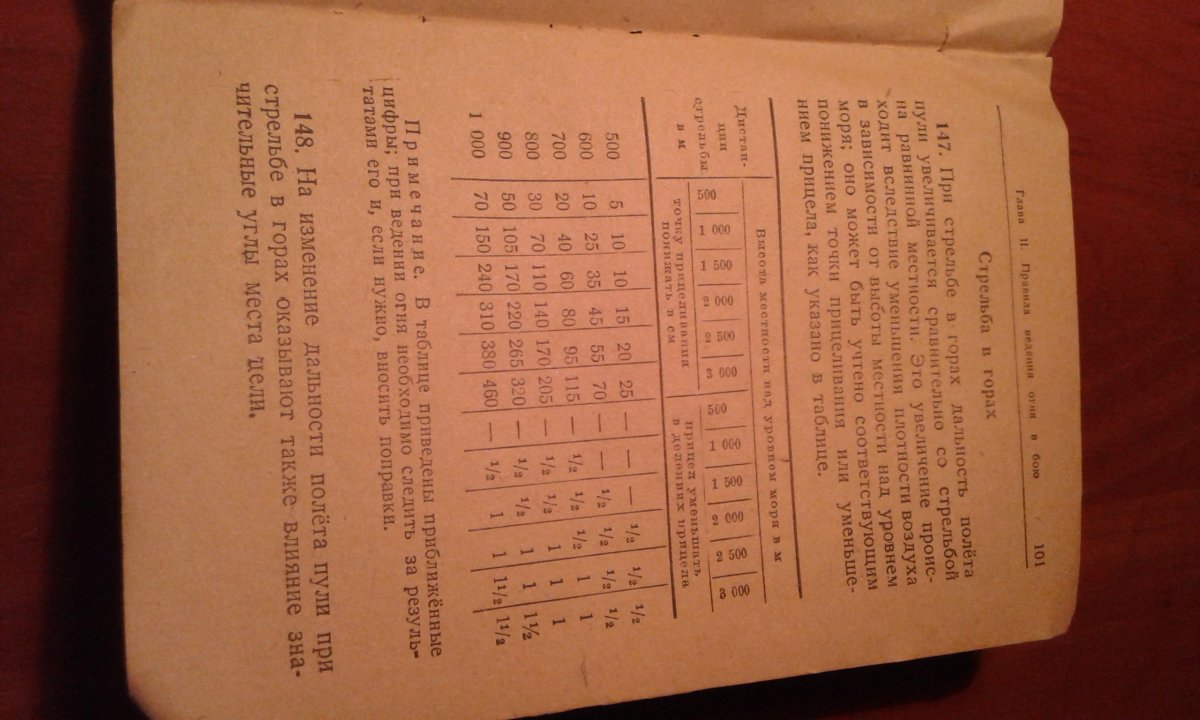 Глава II. Правила ведения огня в бою 101
Стрельба в горах
147. При стрельбе в горах дальность полёта
пули увеличивается сравнительно со стрельбой
на равнинной местности. Это увеличение проис-
ходит вследствие уменьшения плотности воздуха
в зависимости от высоты местности над уровнем
моря; оно может быть учтено соответствующим
понижением точки прицеливания или уменьше-
нием прицела, как указано в таблице.
Дистан-
ции
стрельбы
в м
Высота местности над уровнем моря в м
500 1 000 1 500 2 000 2 500 3 000 500 1 000 1 500 2 000 2 500 3 000
точку прицеливания
понижать в см
прицел уменьшать
в делениях прицела
500 5 10 10 15 20 25 — — — 1/2 1/2 1/2
600 10 25 35 45 55 70 — — 1/2 1/2 1/2 1/2
700 20 40 60 80 95 115 — 1/2 1/2 1/2 1 1
800 30 70 110 140 170 205 — 1/2 1/2 1 1 1
900 50 105 170 220 265 320 — 1/2 1/2 1 1 1 1/2
1 000 70 150 240 310 380 460 — 1/2 1 1 1 1/2 1 1/2
Примечание. В таблице приведены приближённые
цифры; при ведении огня необходимо следить за резуль-
татами его и, если нужно, вносить поправки.
148. На изменение дальности полёта пули при
стрельбе в горах оказывают также влияние зна-
чительные углы места цели.